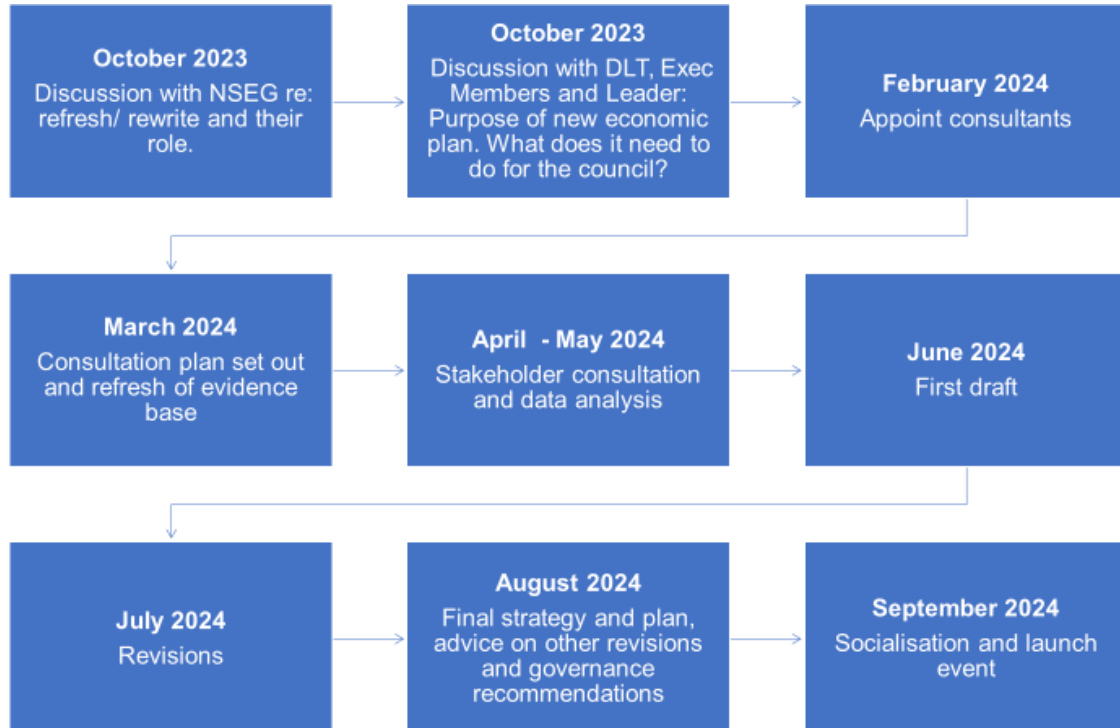 October 2023
Discussion with NSEG re:
refresh/ rewrite and their
role.
October 2023
Discussion with DLT, Exec
Members and Leader:
Purpose of new economic
plan. What does it need to
do for the council?
February 2024
Appoint consultants
March 2024
Consultation plan set out
and refresh of evidence
base
April - May 2024
Stakeholder consultation
and data analysis
June 2024
First draft
July 2024
Revisions
August 2024
Final strategy and plan,
advice on other revisions
and governance
recommendations
September 2024
Socialisation and launch
event